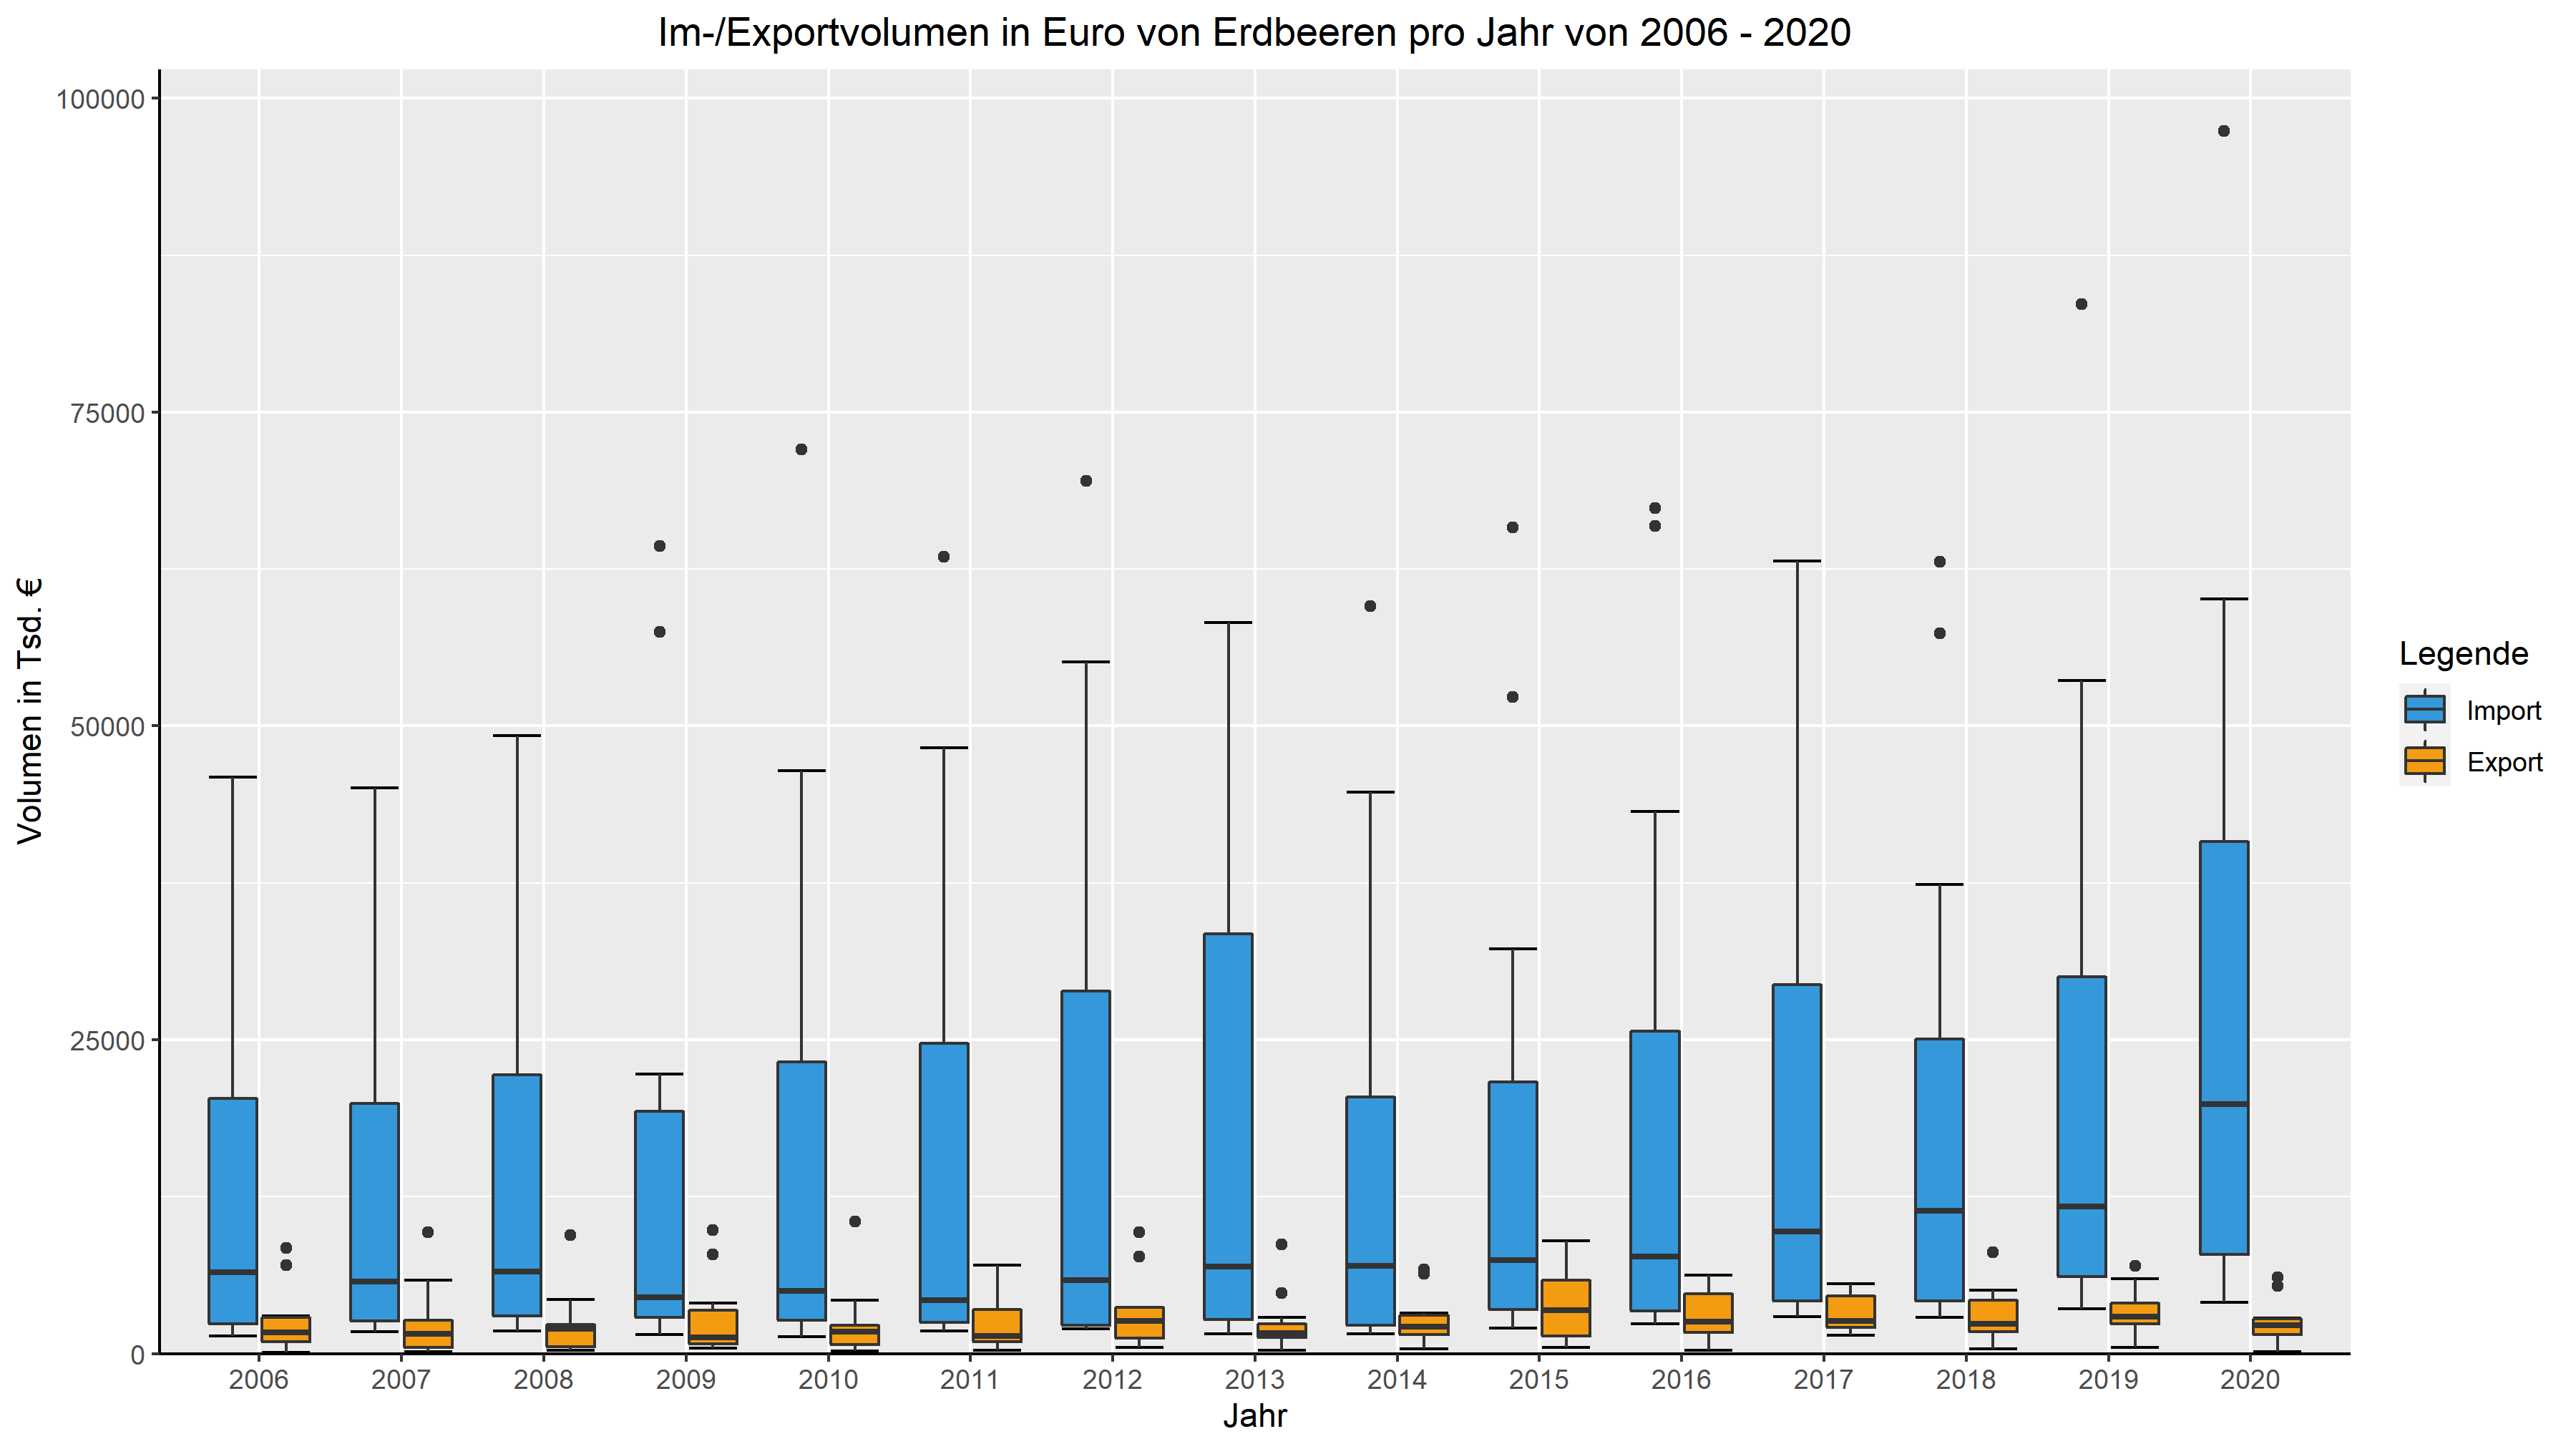 Im-/Exportvolumen in Euro von Erdbeeren pro Jahr von 2006 - 2020
Volumen in Tsd. €
100000
75000
50000
25000
0
2006 2007 2008 2009 2010 2011 2012 2013 2014 2015 2016 2017 2018 2019 2020
Jahr
Legende
Import
Export